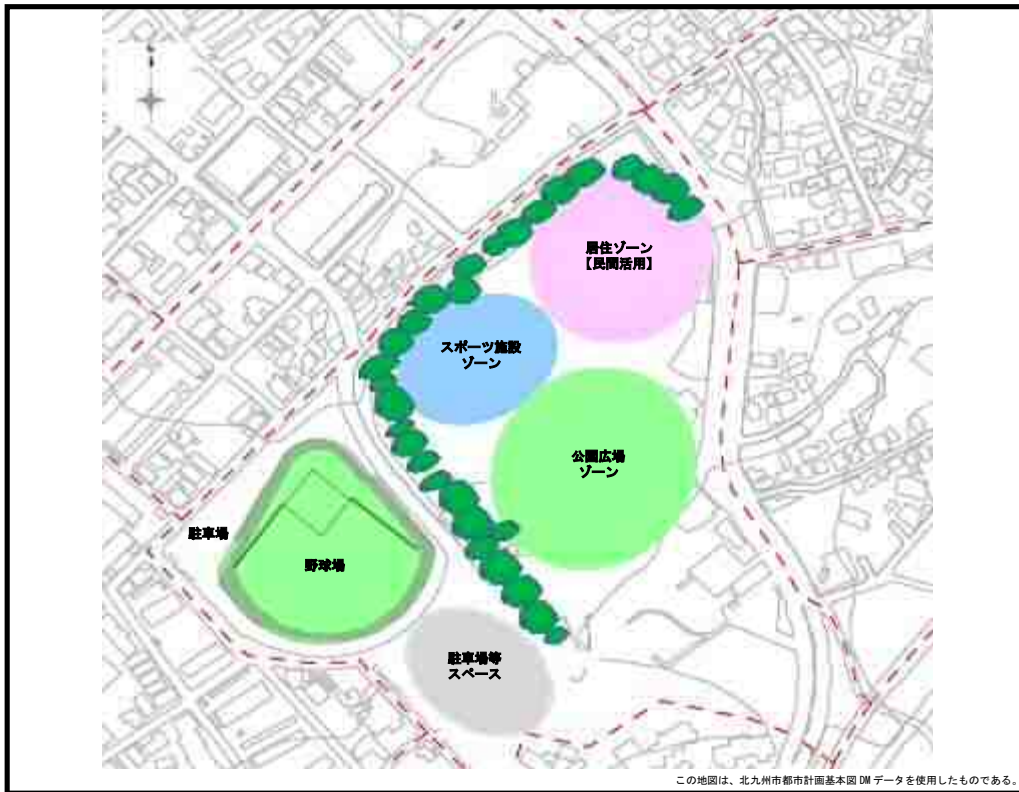 居住ゾーン
【民間活用】
スポーツ施設
ゾーン
公園広場
ゾーン
駐車場
野球場
駐車場等
スペース
この地図は、北九州市都市計画基本図 DM データを使用したものである。